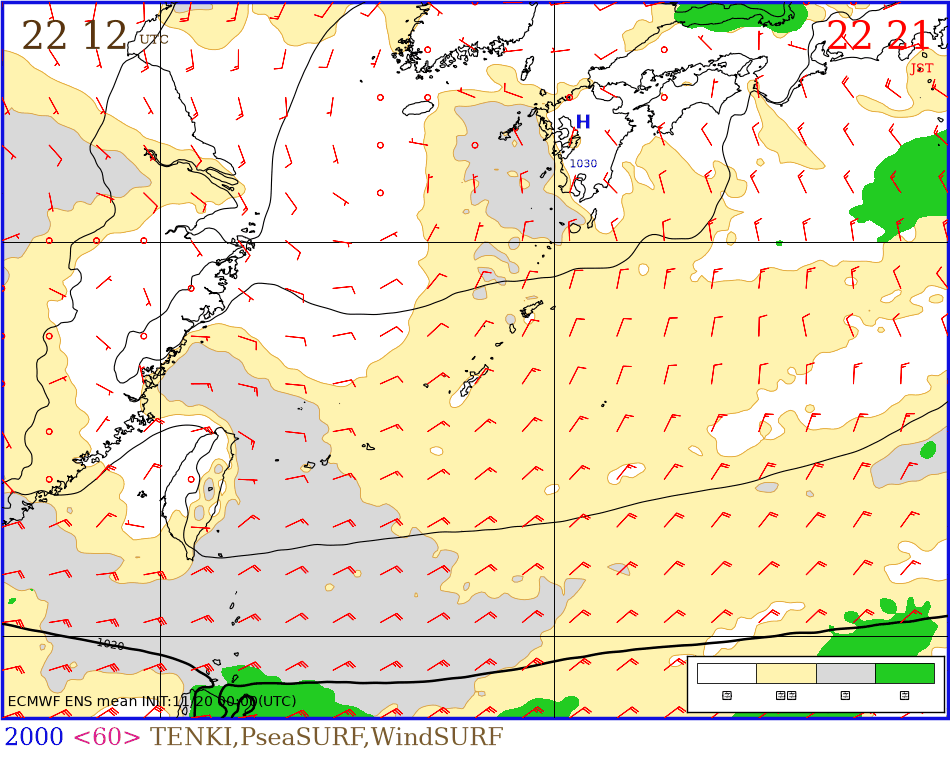 22 12 UTC
22 21
JST
H
1030
1020
ECMWF ENS mean INIT:11/20 00:00(UTC)
2000 <60> TENKI,PseaSURF,WindSURF